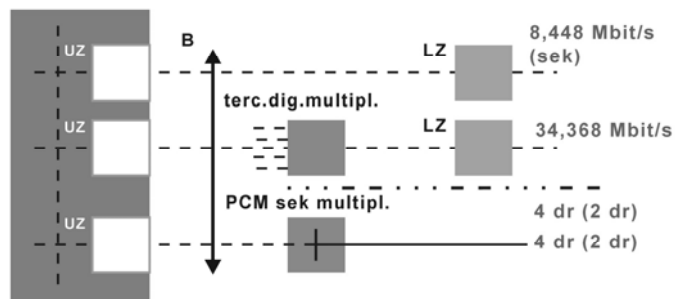 UZ
B
LZ
8,448 Mbit/s
(sek)
terc.dig.multipl.
UZ
LZ
34,368 Mbit/s
PCM sek multipl.
UZ
4 dr (2 dr)
4 dr (2 dr)